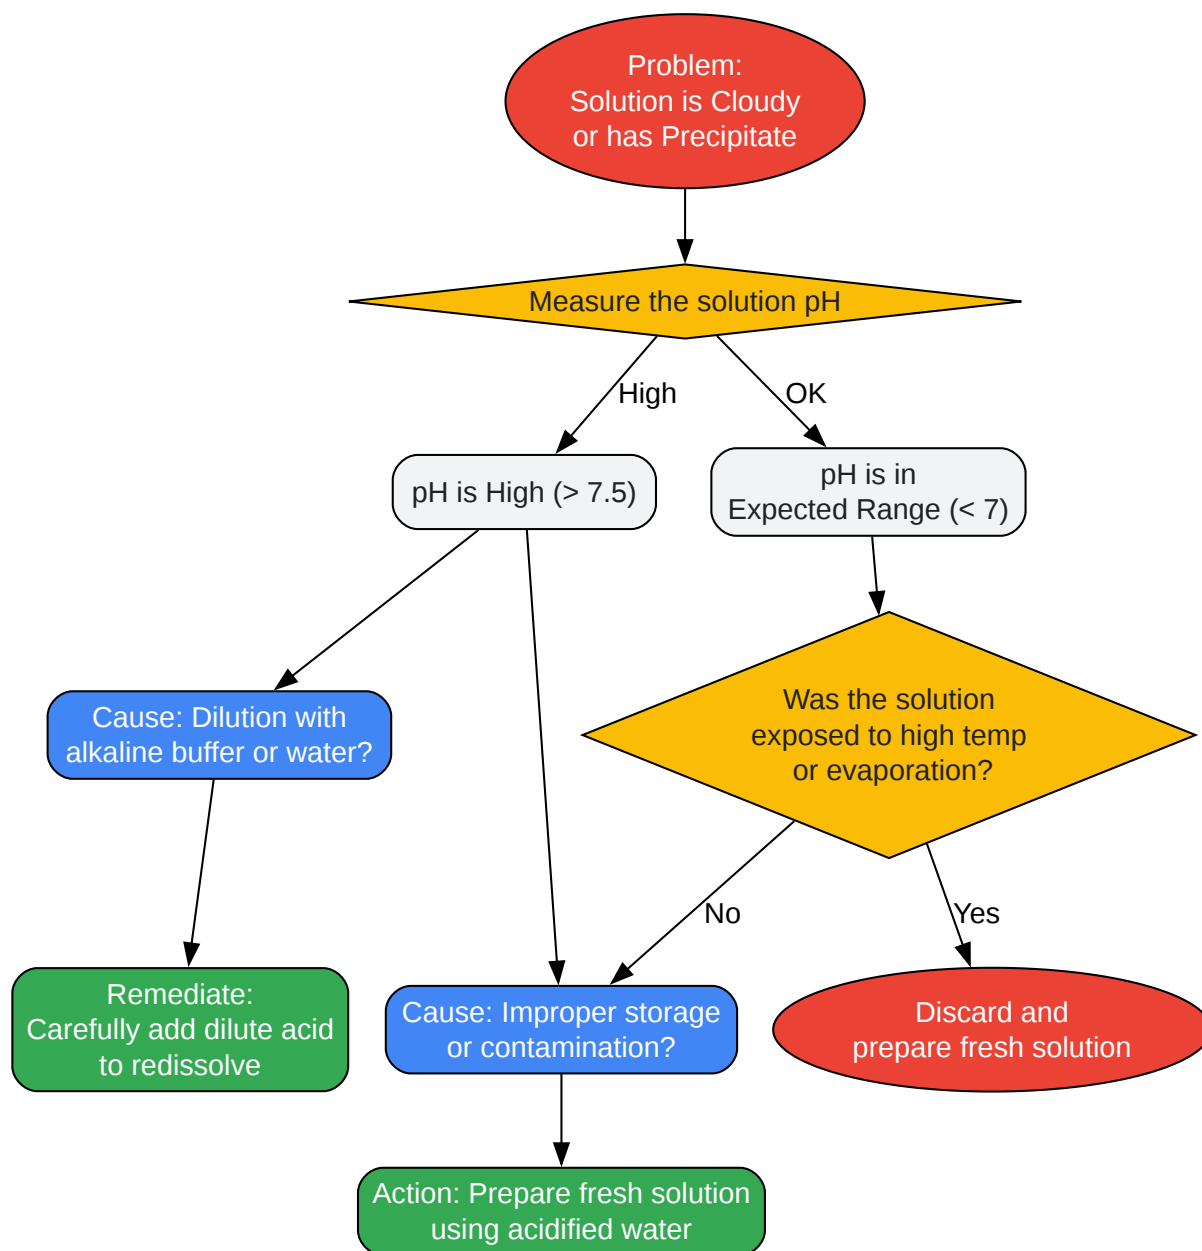 Problem:
Solution is Cloudy
or has Precipitate
Measure the solution pH
High
OK
pH is High (> 7.5)
pH is in
Expected Range (< 7)
Cause: Dilution with
alkaline buffer or water?
Was the solution
exposed to high temp
or evaporation?
No
Yes
Remediate:
Carefully add dilute acid
to redissolve
Cause: Improper storage
or contamination?
Discard and
prepare fresh solution
Action: Prepare fresh solution
using acidified water